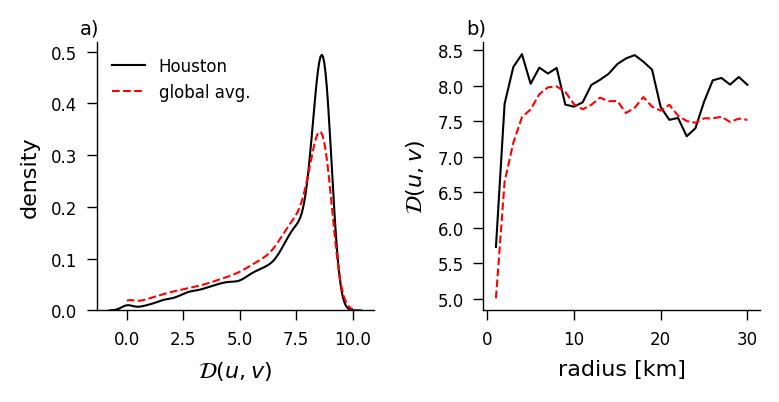 a)
density
0.5
0.4
0.3
0.2
0.1
0.0
Houston
global avg.
0.0 2.5 5.0 7.5 10.0
𝒟(u, v)
b)
𝒟(u, v)
8.5
8.0
7.5
7.0
6.5
6.0
5.5
5.0
0 10 20 30
radius [km]